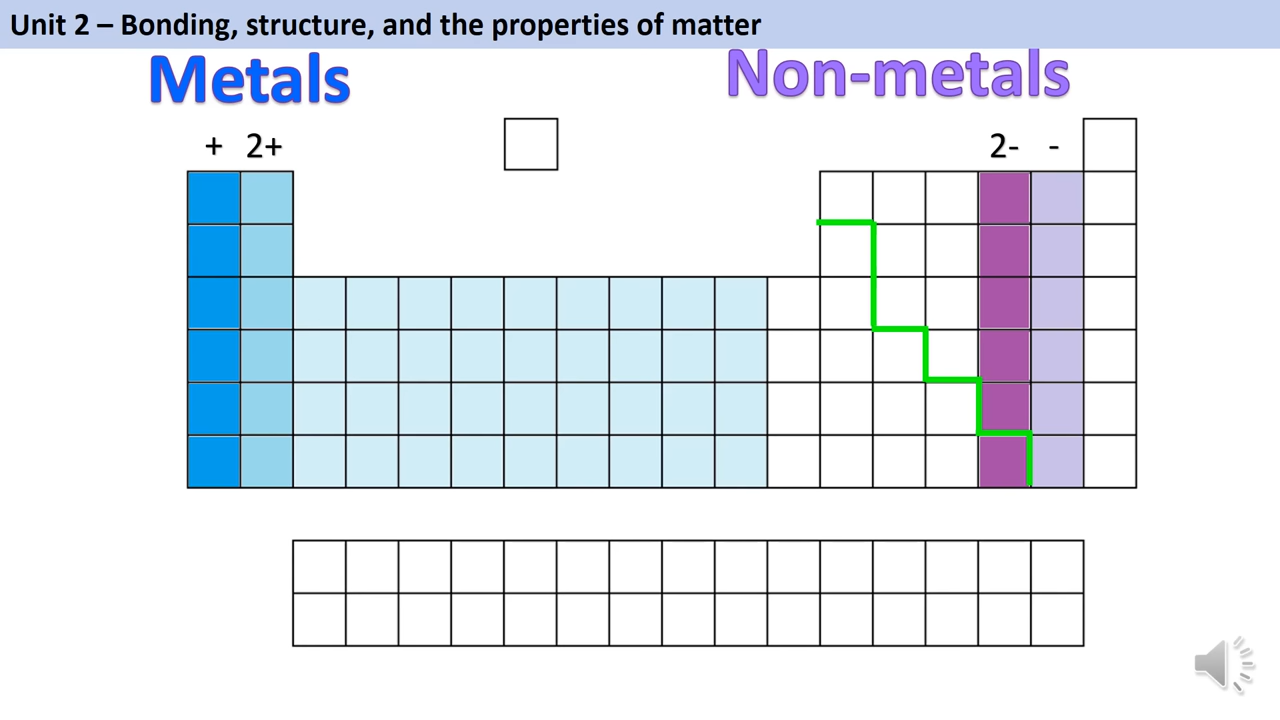 Unit 2 – Bonding, structure, and the properties of matter
Metals
Non-metals
+ 2+
2- -